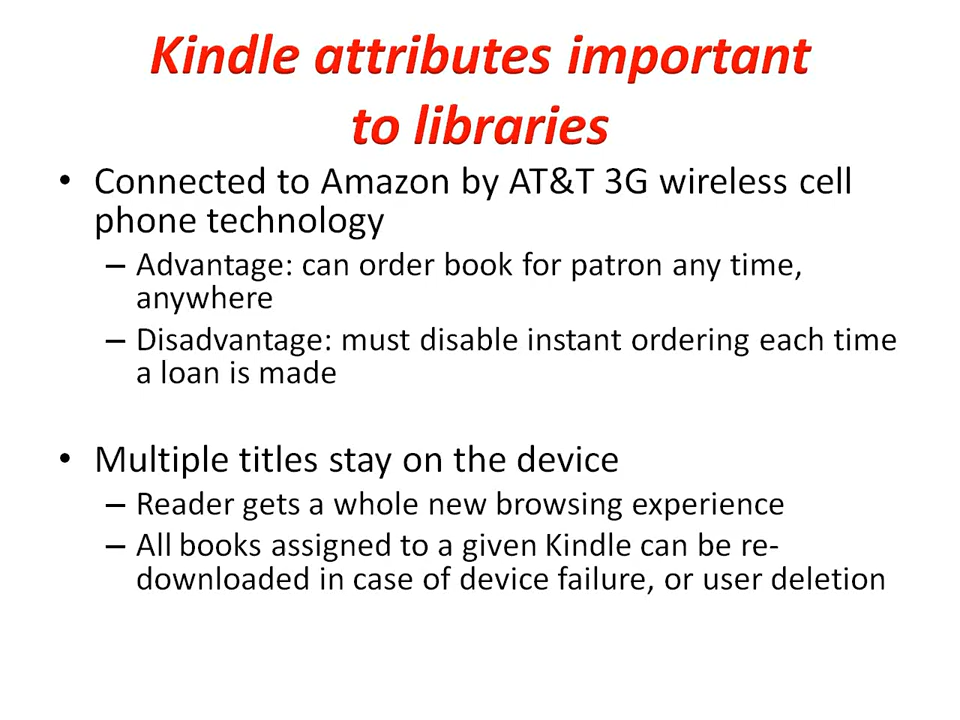 Kindle attributes important
to libraries
• Connected to Amazon by AT&T 3G wireless cell
phone technology
– Advantage: can order book for patron any time,
anywhere
– Disadvantage: must disable instant ordering each time
a loan is made
• Multiple titles stay on the device
– Reader gets a whole new browsing experience
– All books assigned to a given Kindle can be re-
downloaded in case of device failure, or user deletion